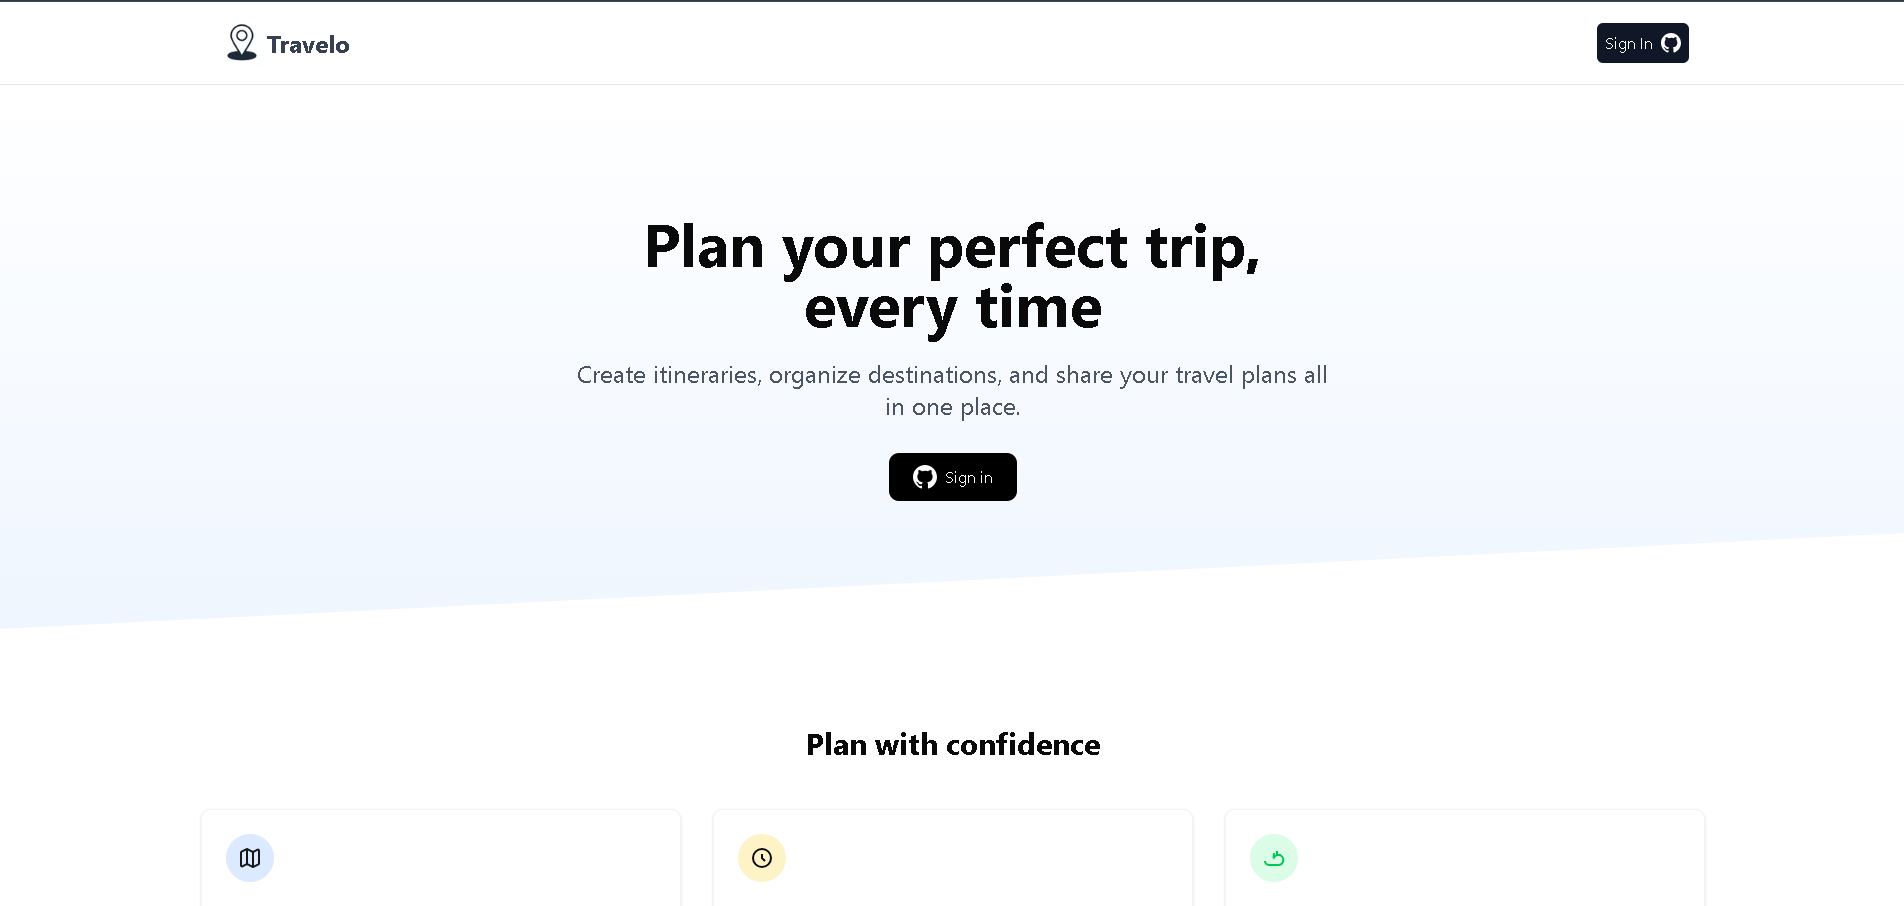 Travelo
Sign In
Plan your perfect trip,
every time
Create itineraries, organize destinations, and share your travel plans all
in one place.
Sign in
Plan with confidence